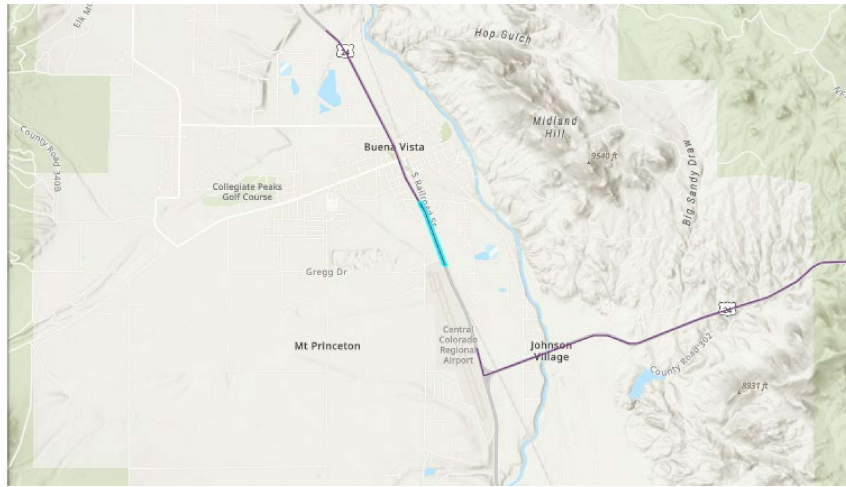 Hop Gulch
24
Midland
Hill
9540 ft
Buena Vista
County Road 340B
Big Sandy Draw
S Railroad St
Collegiate Peaks
Golf Course
Gregg Dr
24
Central
Colorado
Regional
Airport
Mt Princeton
Johnson
Village
County Road 302
8931 ft